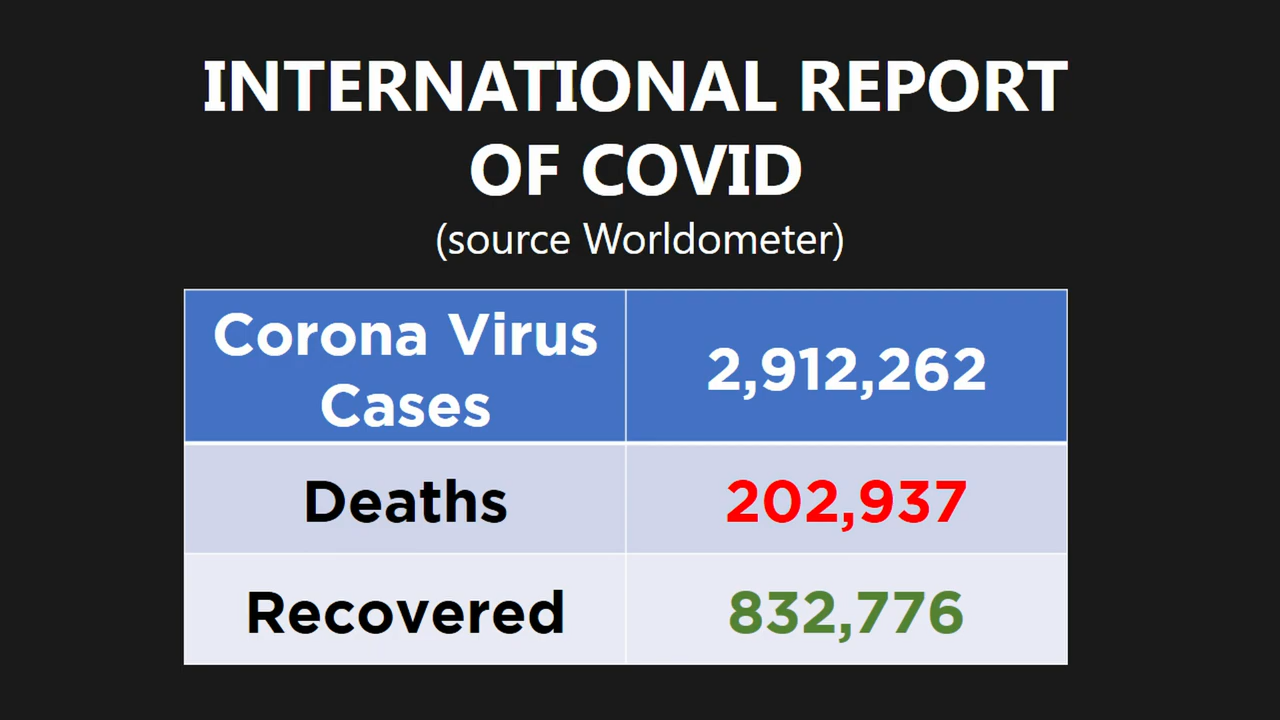 INTERNATIONAL REPORT
OF COVID
(source Worldometer)
Corona Virus
Cases
2,912,262
Deaths
202,937
Recovered
832,776